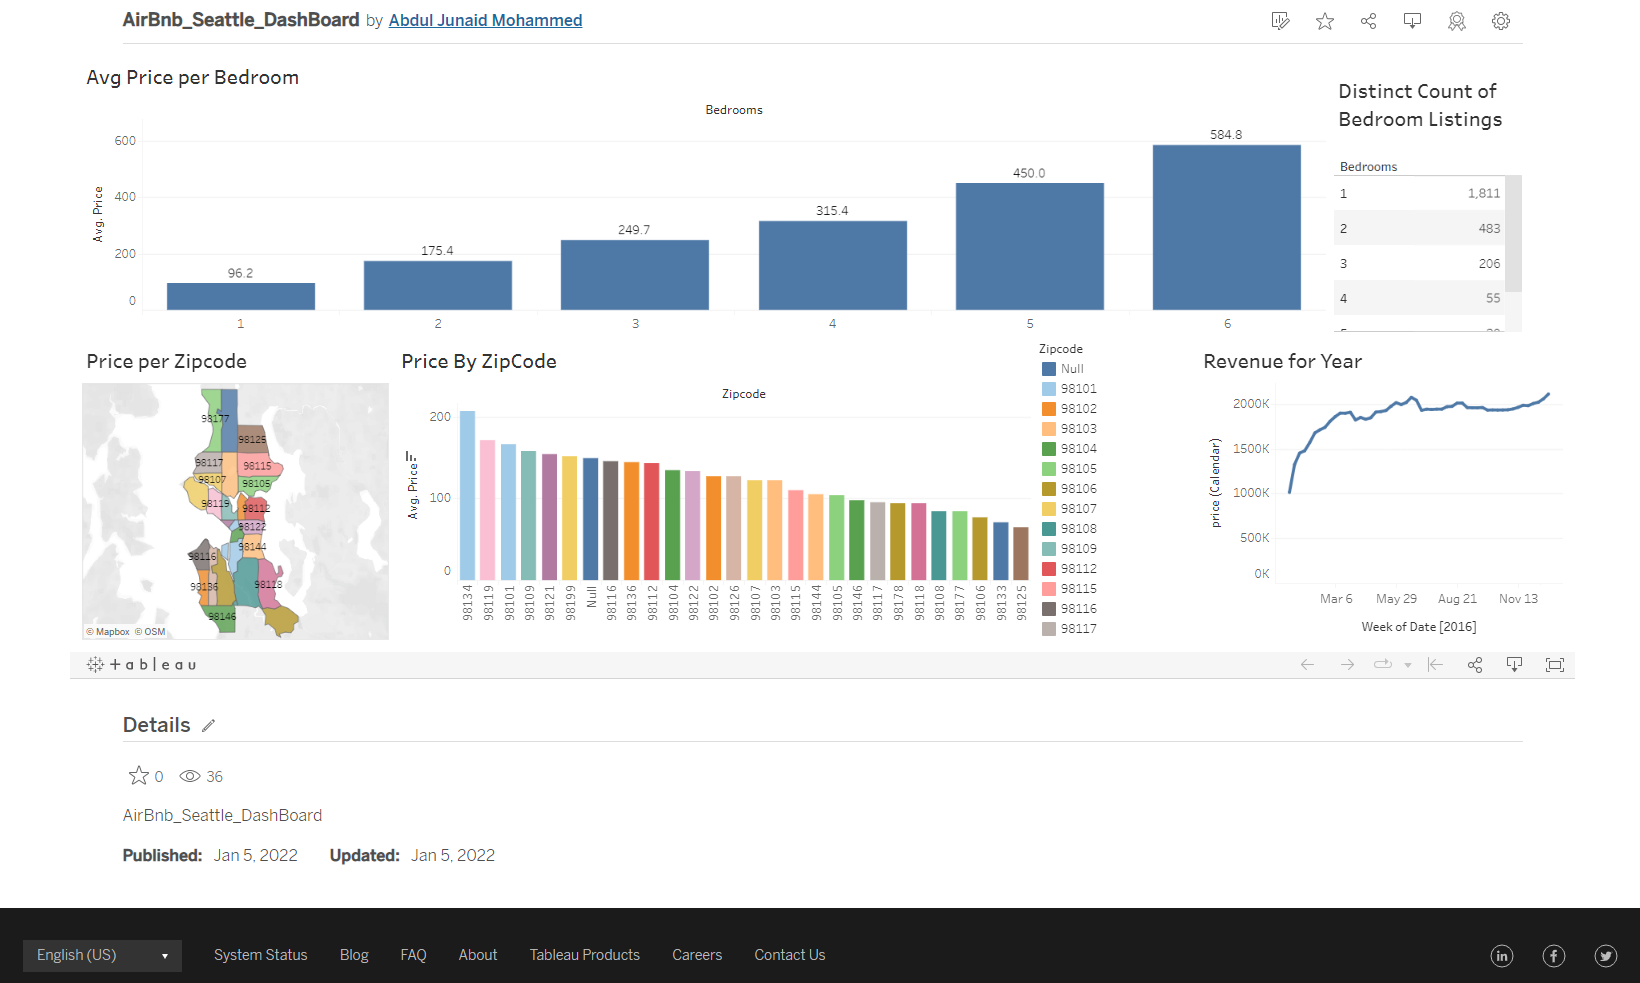 AirBnb_Seattle_DashBoard by Abdul Junaid Mohammed
Avg Price per Bedroom
Bedrooms
Avg. Price
600
400
200
0
96.2
175.4
249.7
315.4
450.0
584.8
1
2
3
4
5
6
Distinct Count of
Bedroom Listings
Bedrooms
1 1,811
2 483
3 206
4 55
Price per Zipcode
98177
98125
98117
98115
98107
98105
98119
98112
98122
98144
98116
98136
98118
98146
© Mapbox © OSM
Price By ZipCode
Zipcode
Avg. Price
200
100
0
98134
98119
98101
98109
98121
98199
Null
98116
98136
98112
98104
98122
98102
98126
98107
98103
98115
98144
98105
98146
98117
98178
98118
98108
98177
98106
98133
98125
Zipcode
Null
98101
98102
98103
98104
98105
98106
98107
98108
98109
98112
98115
98116
98117
Revenue for Year
price (Calendar)
2000K
1500K
1000K
500K
0K
Mar 6
May 29
Aug 21
Nov 13
Week of Date [2016]
+ a b | e a u
Details
0 36
AirBnb_Seattle_DashBoard
Published: Jan 5, 2022 Updated: Jan 5, 2022
English (US) System Status Blog FAQ About Tableau Products Careers Contact Us